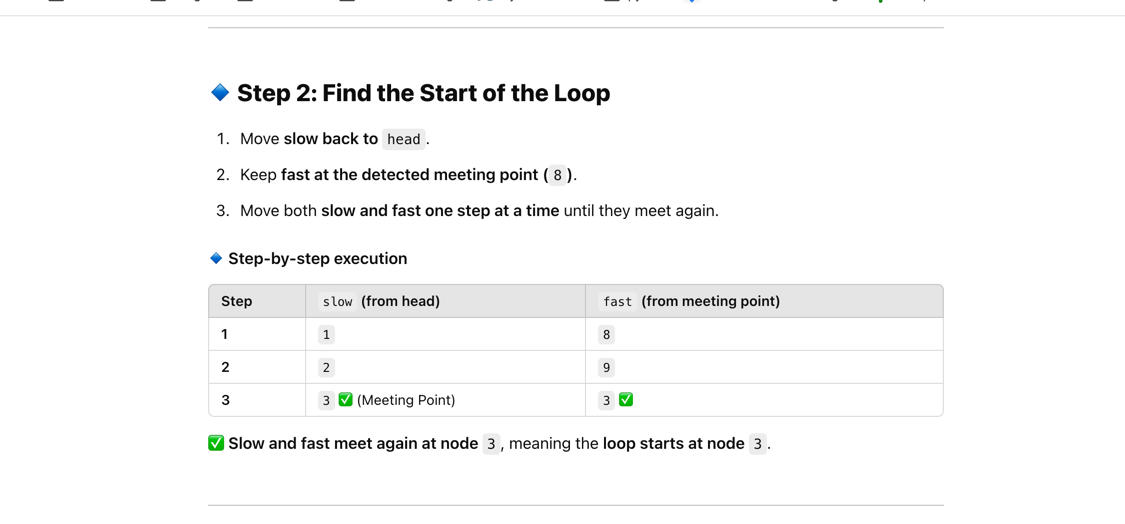 Step 2: Find the Start of the Loop
1. Move slow back to head.
2. Keep fast at the detected meeting point (8).
3. Move both slow and fast one step at a time until they meet again.
Step-by-step execution
Step slow (from head) fast (from meeting point)
1 1 8
2 2 9
3 3 ✅ (Meeting Point) 3 ✅
✅ Slow and fast meet again at node 3, meaning the loop starts at node 3.